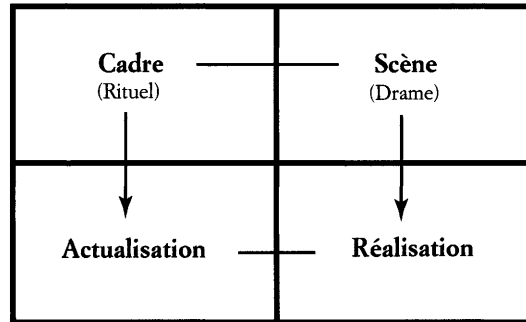 Cadre
Scène
(Rituel)
(Drame)
Actualisation
Réalisation